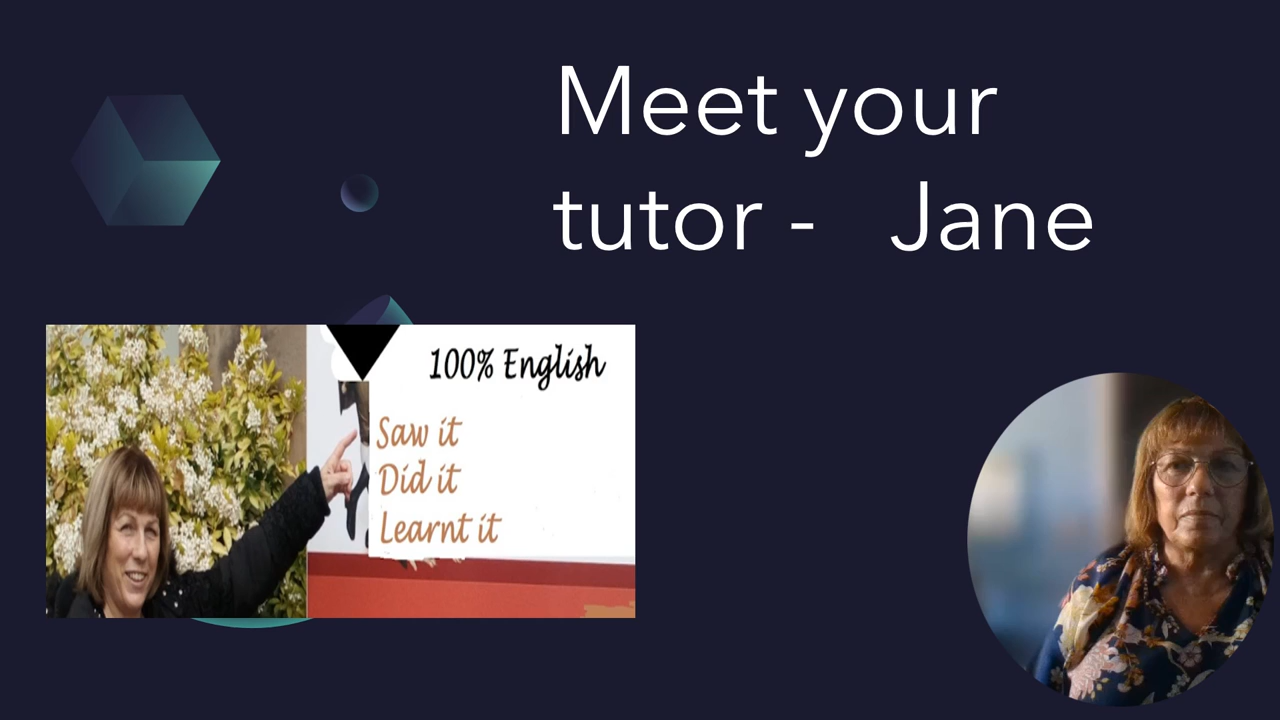 Meet your
tutor - Jane
100% English
Saw it
Did it
Learnt it